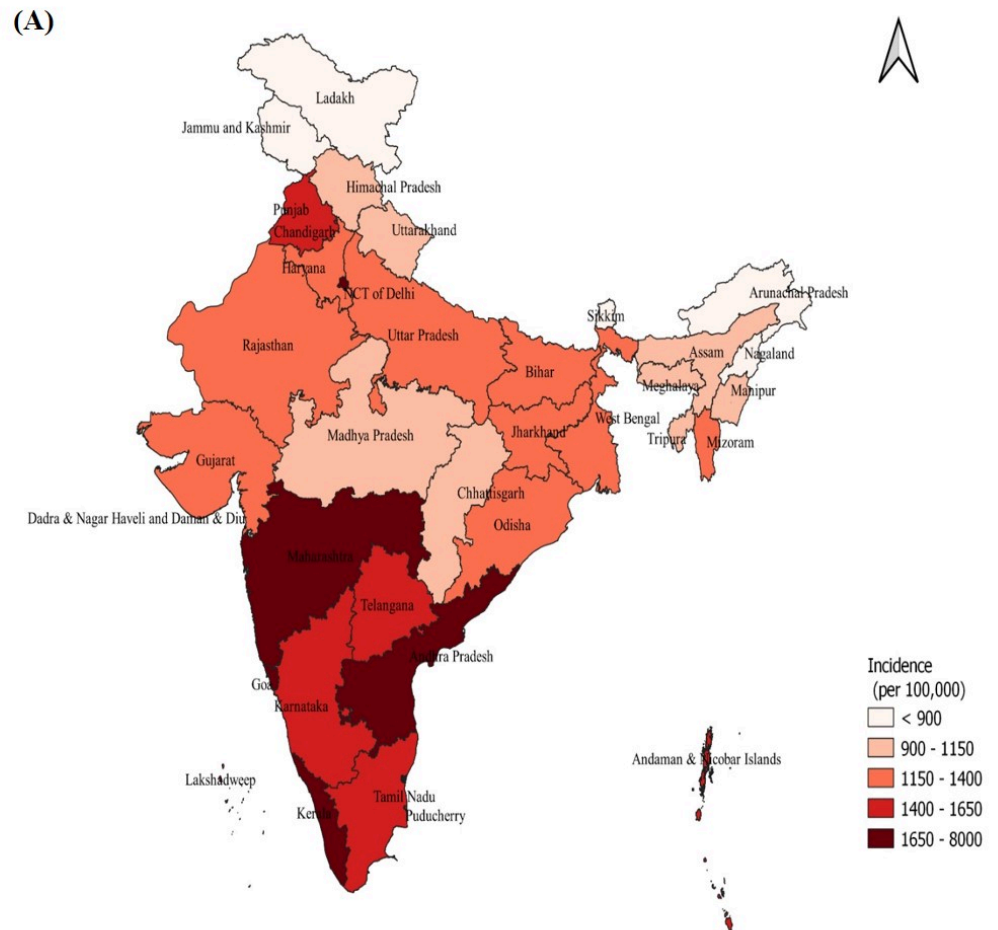 (A)
Ladakh
Jammu and Kashmir
Himachal Pradesh
Punjab
Uttarakhand
Chandigarh
Haryana
NCT of Delhi
Arunachal Pradesh
Sikkim
Uttar Pradesh
Rajasthan
Assam
Nagaland
Bihar
Meghalaya
Manipur
West Bengal
Jharkhand
Madhya Pradesh
Tripura
Mizoram
Gujarat
Chhattisgarh
Dadra & Nagar Haveli and Daman & Diu
Odisha
Maharashtra
Telangana
Andhra Pradesh
Goa
Karnataka
Incidence
(per 100,000)
< 900
900 - 1150
1150 - 1400
1400 - 1650
1650 - 8000
Andaman & Nicobar Islands
Lakshadweep
Tamil Nadu
Kerala
Puducherry